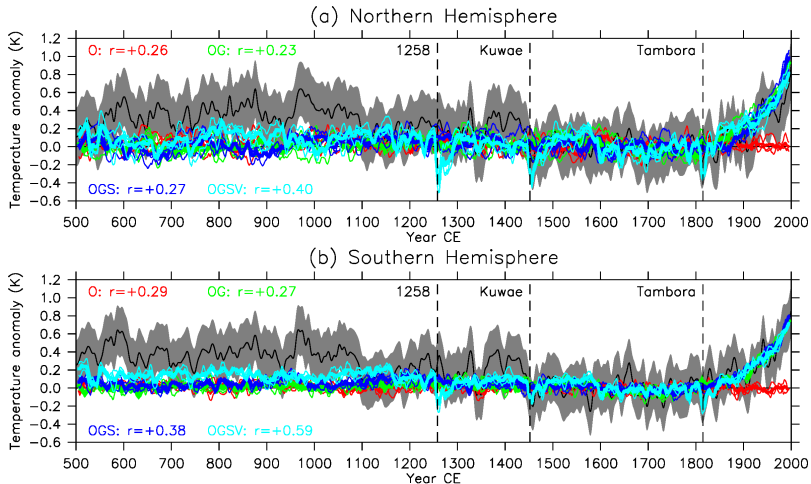 (a) Northern Hemisphere
Temperature anomaly (K)
1.2
1.0
0.8
0.6
0.4
0.2
0.0
−0.2
−0.4
−0.6
O: r=+0.26
OG: r=+0.23
1258
Kuwae
Tambora
OGS: r=+0.27
OGSV: r=+0.40
500 600 700 800 900 1000 1100 1200 1300 1400 1500 1600 1700 1800 1900 2000
Year CE
(b) Southern Hemisphere
Temperature anomaly (K)
1.2
1.0
0.8
0.6
0.4
0.2
0.0
−0.2
−0.4
−0.6
O: r=+0.29
OG: r=+0.27
1258
Kuwae
Tambora
OGS: r=+0.38
OGSV: r=+0.59
500 600 700 800 900 1000 1100 1200 1300 1400 1500 1600 1700 1800 1900 2000
Year CE